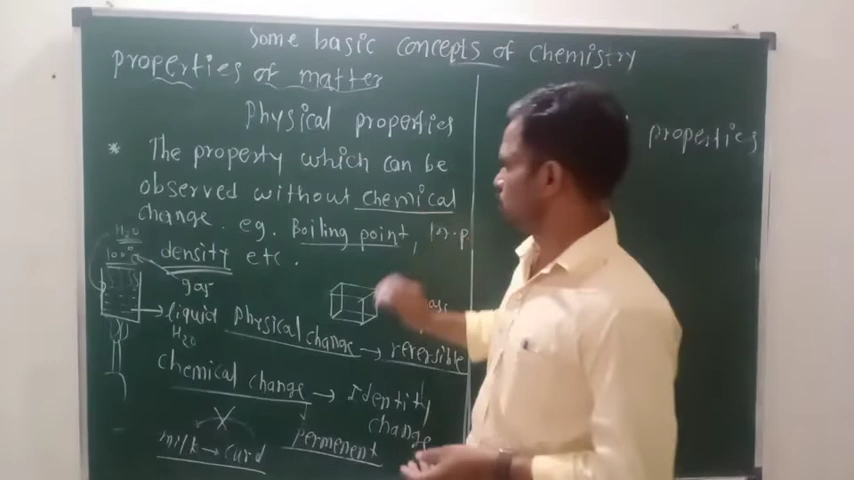 Some basic concepts of chemistry
properties of matter
physical properties
properties
* The property which can be
observed without chemical
change. eg. Boiling point,
density etc.
H₂O
100°
gas
liquid
H₂O
physical change → reversible
chemical change → Identity
change
milk → curd
permenent